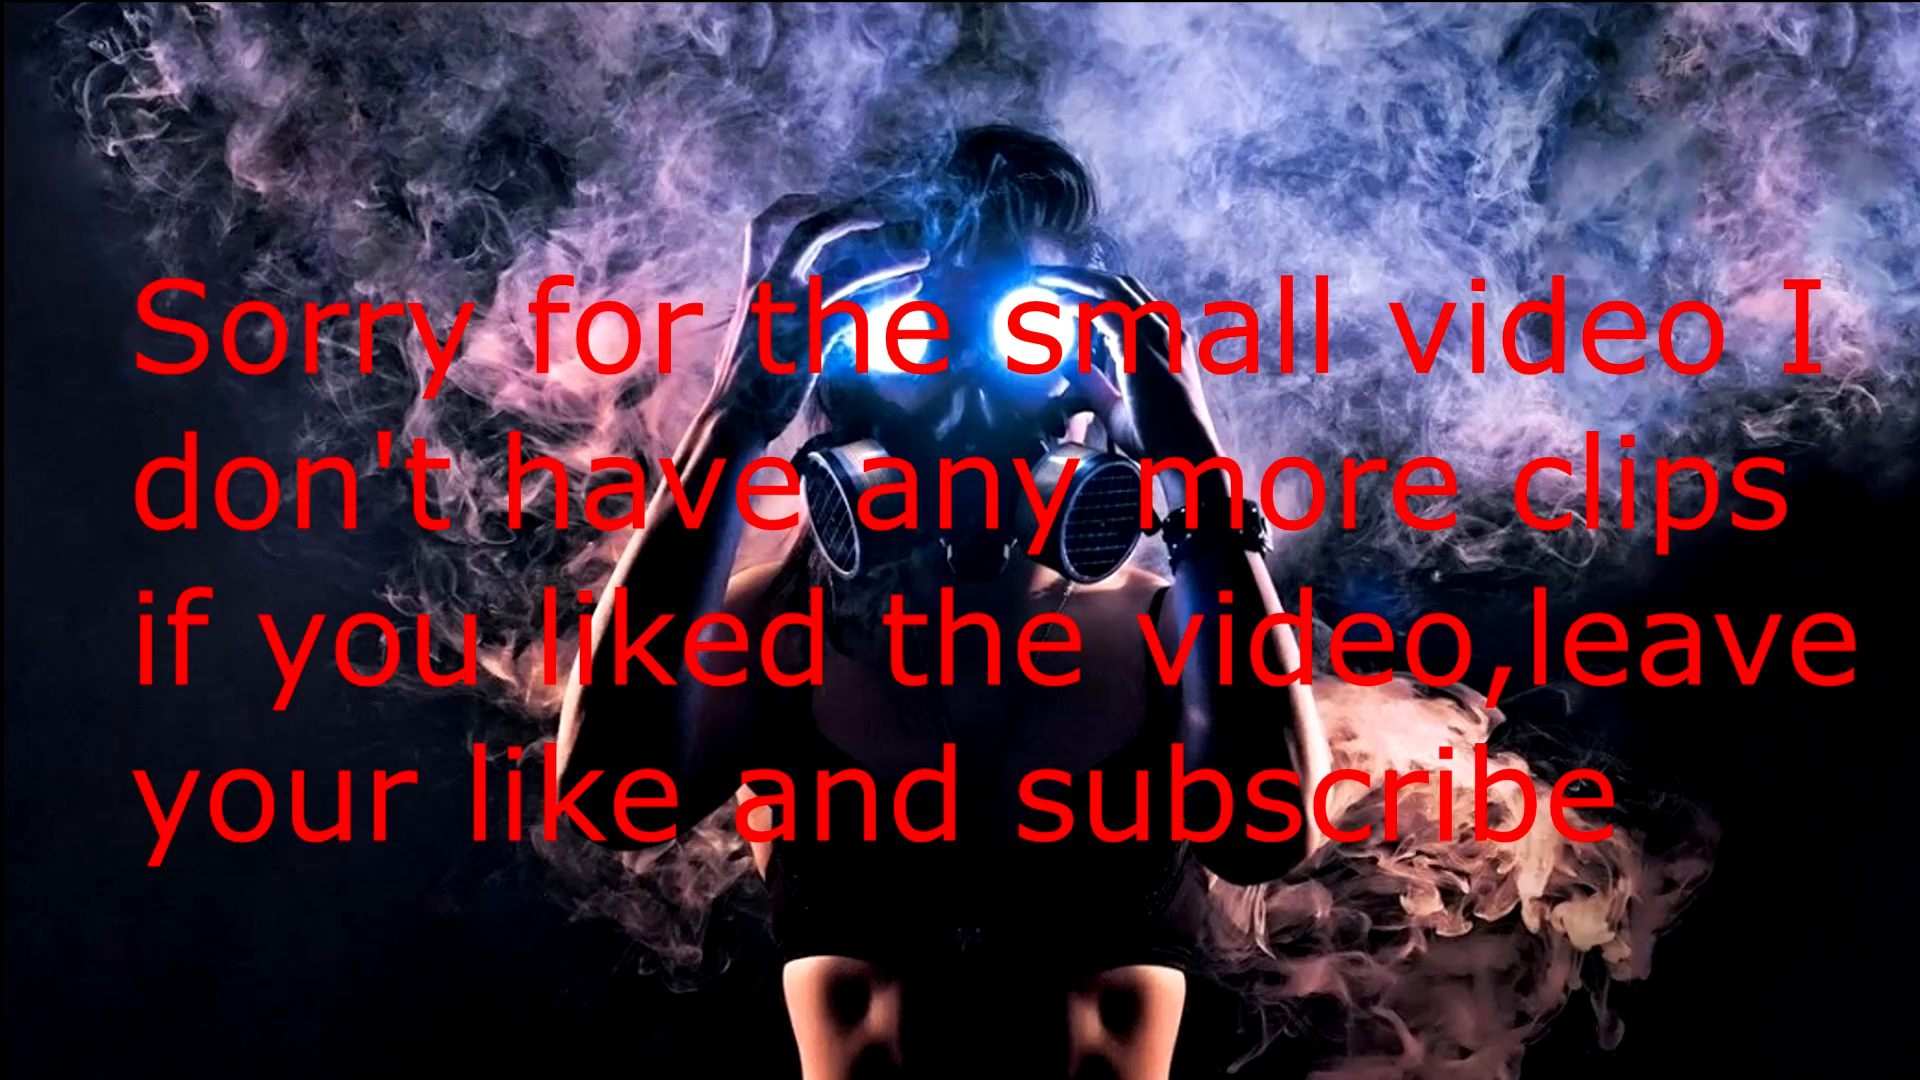 Sorry for the small video I
don't have any more clips
if you liked the video,leave
your like and subscribe